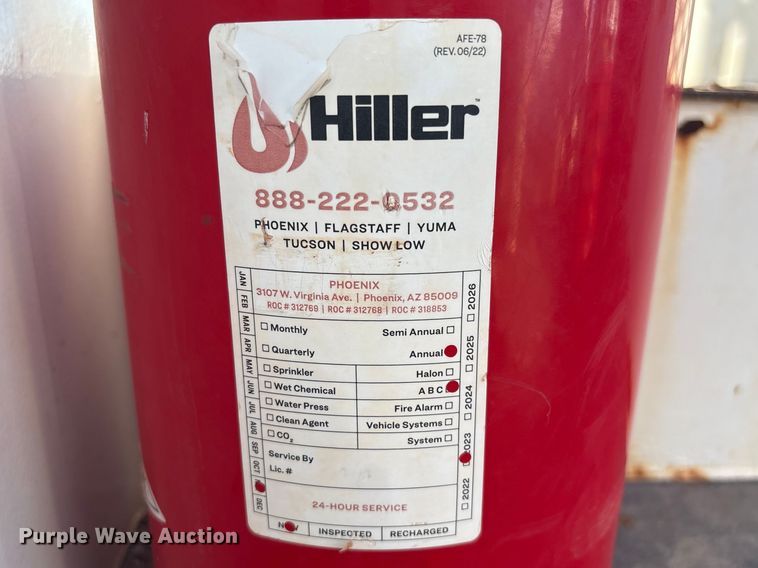 AFE-78
(REV. 06/22)
Hiller™
888-222-0532
PHOENIX | FLAGSTAFF | YUMA
TUCSON | SHOW LOW
PHOENIX
3107 W. Virginia Ave. | Phoenix, AZ 85009
ROC # 312769 | ROC # 312768 | ROC # 318853
Monthly Semi Annual
Quarterly Annual
Sprinkler Halon
Wet Chemical A B C
Water Press Fire Alarm
Clean Agent Vehicle Systems
CO₂ System
Service By
Lic. #
24-HOUR SERVICE
INSPECTED RECHARGED
JAN
FEB
MAR
APR
MAY
JUN
JUL
AUG
SEP
OCT
DEC
2026
2025
2024
2023
2022
Purple Wave Auction